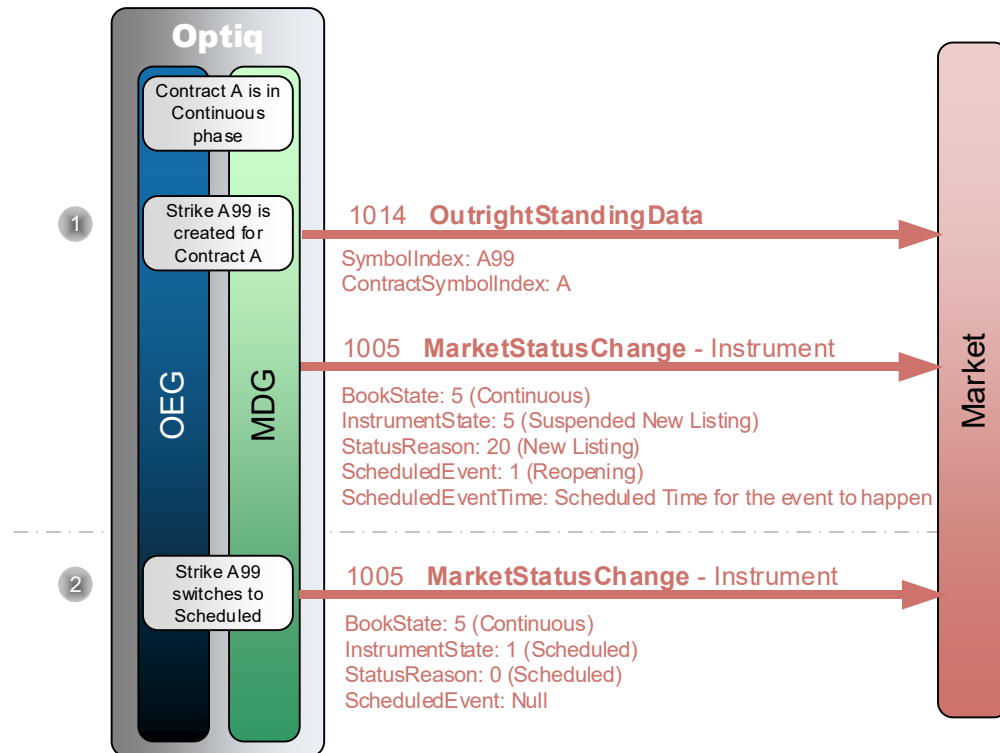 Optiq
Contract A is in
Continuous
phase
1
Strike A99 is
created for
Contract A
1014 OutrightStandingData
SymbolIndex: A99
ContractSymbolIndex: A
1005 MarketStatusChange - Instrument
BookState: 5 (Continuous)
InstrumentState: 5 (Suspended New Listing)
StatusReason: 20 (New Listing)
ScheduledEvent: 1 (Reopening)
ScheduledEventTime: Scheduled Time for the event to happen
OEG
MDG
Market
2
Strike A99
switches to
Scheduled
1005 MarketStatusChange - Instrument
BookState: 5 (Continuous)
InstrumentState: 1 (Scheduled)
StatusReason: 0 (Scheduled)
ScheduledEvent: Null